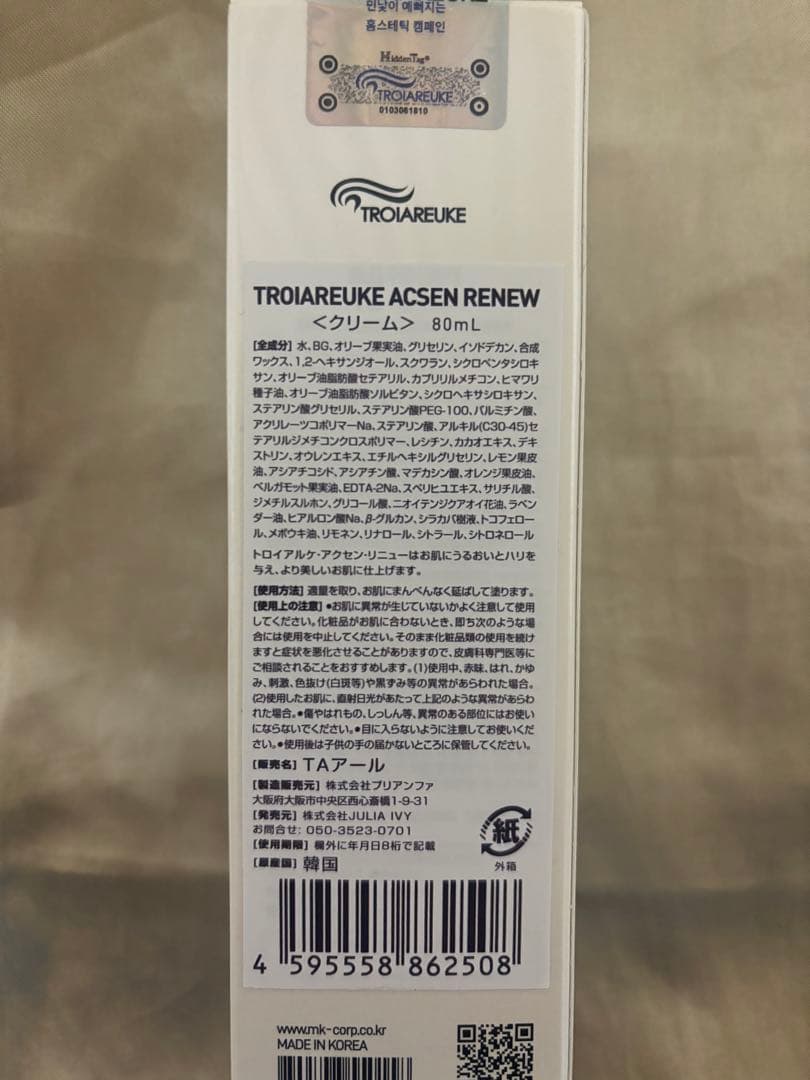 민낯이 예뻐지는
홈스테틱 캠페인
HiddenTag®
TROIAREUKE
0103061810
TROIAREUKE
TROIAREUKE ACSEN RENEW
＜クリーム＞ 80mL
[全成分] 水、BG、オリーブ果実油、グリセリン、イソドデカン、合成
ワックス、1,2-ヘキサンジオール、スクワラン、シクロペンタシロキ
サン、オリーブ油脂肪酸セテアリル、カプリリルメチコン、ヒマワリ
種子油、オリーブ油脂肪酸ソルビタン、シクロヘキサシロキサン、
ステアリン酸グリセリル、ステアリン酸PEG-100、パルミチン酸、
アクリレーツコポリマーNa、ステアリン酸、アルキル(C30-45)セ
テアリルジメチコンクロスポリマー、レシチン、カカオエキス、デキ
ストリン、オウレンエキス、エチルヘキシルグリセリン、レモン果皮
油、アシアチコシド、アシアチン酸、マデカシン酸、オレンジ果皮油、
ベルガモット果実油、EDTA-2Na、スベリヒユエキス、サリチル酸、
ジメチルスルホン、グリコール酸、ニオイテンジクアオイ花油、ラベン
ダー油、ヒアルロン酸Na、β-グルカン、シラカバ樹液、トコフェロー
ル、メボウキ油、リモネン、リナロール、シトラール、シトロネロール
トロイアルケ・アクセン・リニューはお肌にうるおいとハリを
与え、より美しいお肌に仕上げます。
[使用方法] 適量を取り、お肌にまんべんなく延ばして塗ります。
[使用上の注意] ●お肌に異常が生じていないかよく注意して使用
してください。化粧品がお肌に合わないとき、即ち次のような場
合には使用を中止してください。そのまま化粧品類の使用を続け
ますと症状を悪化させることがありますので、皮膚科専門医等に
ご相談されることをおすすめします。(1)使用中、赤味、はれ、かゆ
み、刺激、色抜け(白斑等)や黒ずみ等の異常があらわれた場合。
(2)使用したお肌に、直射日光があたって上記のような異常があらわ
れた場合。●傷やはれもの、しっしん等、異常のある部位にはお使い
にならないでください。●目に入らないように注意してお使いくだ
さい。●使用後は子供の手の届かないところに保管してください。
[販売名] TAアール
[製造販売元] 株式会社ブリアンファ
大阪府大阪市中央区西心斎橋1-9-31
[発売元] 株式会社JULIA IVY
お問合せ: 050-3523-0701
[使用期限] 欄外に年月日8桁で記載
[原産国] 韓国
紙
外箱
4 595558 862508
www.mk-corp.co.kr
MADE IN KOREA